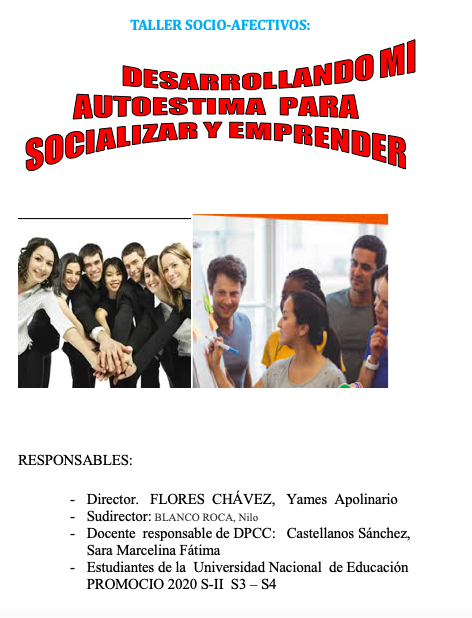 TALLER SOCIO-AFECTIVOS:
DESARROLLANDO MI
AUTOESTIMA PARA
SOCIALIZAR Y EMPRENDER
RESPONSABLES:
- Director. FLORES CHÁVEZ, Yames Apolinario
- Sudirector: BLANCO ROCA, Nilo
- Docente responsable de DPCC: Castellanos Sánchez,
Sara Marcelina Fátima
- Estudiantes de la Universidad Nacional de Educación
PROMOCIO 2020 S-II S3 – S4